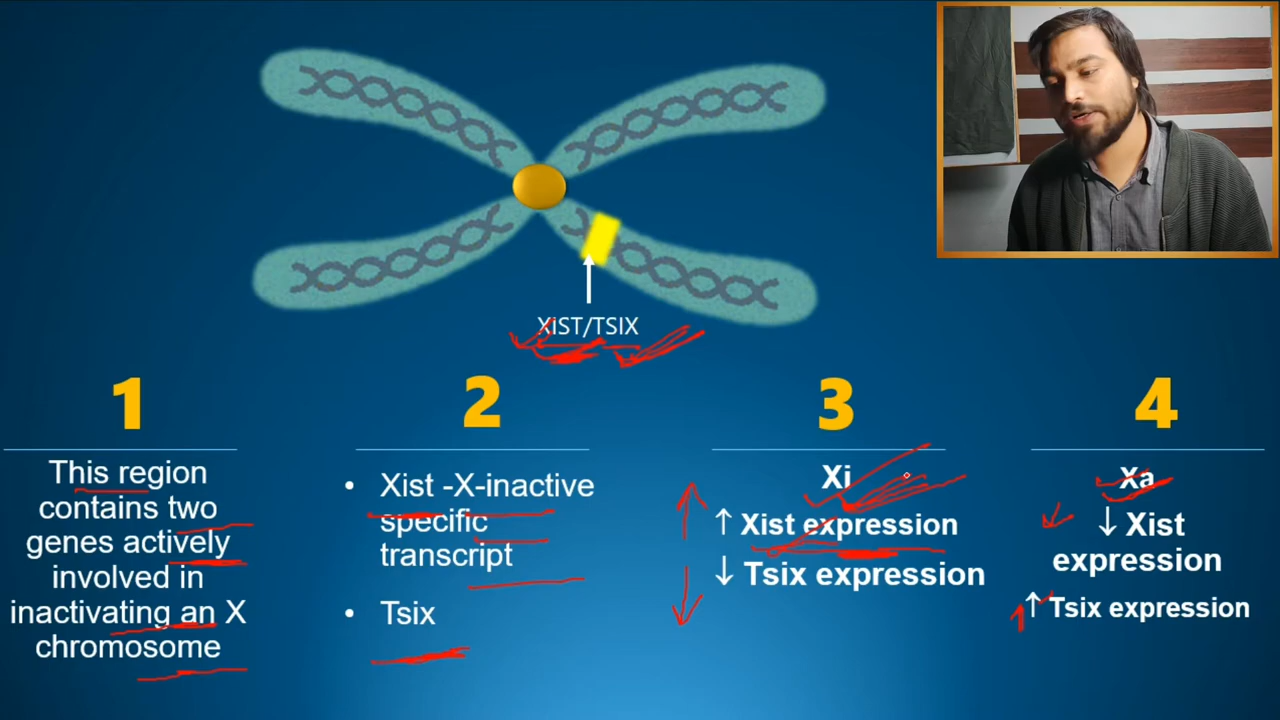 XiST/TSIX
1
This region
contains two
genes actively
involved in
inactivating an X
chromosome
2
• Xist -X-inactive
specific
transcript
• Tsix
3
Xi
↑ Xist expression
↓ Tsix expression
4
Xa
↓ Xist
expression
↑ Tsix expression